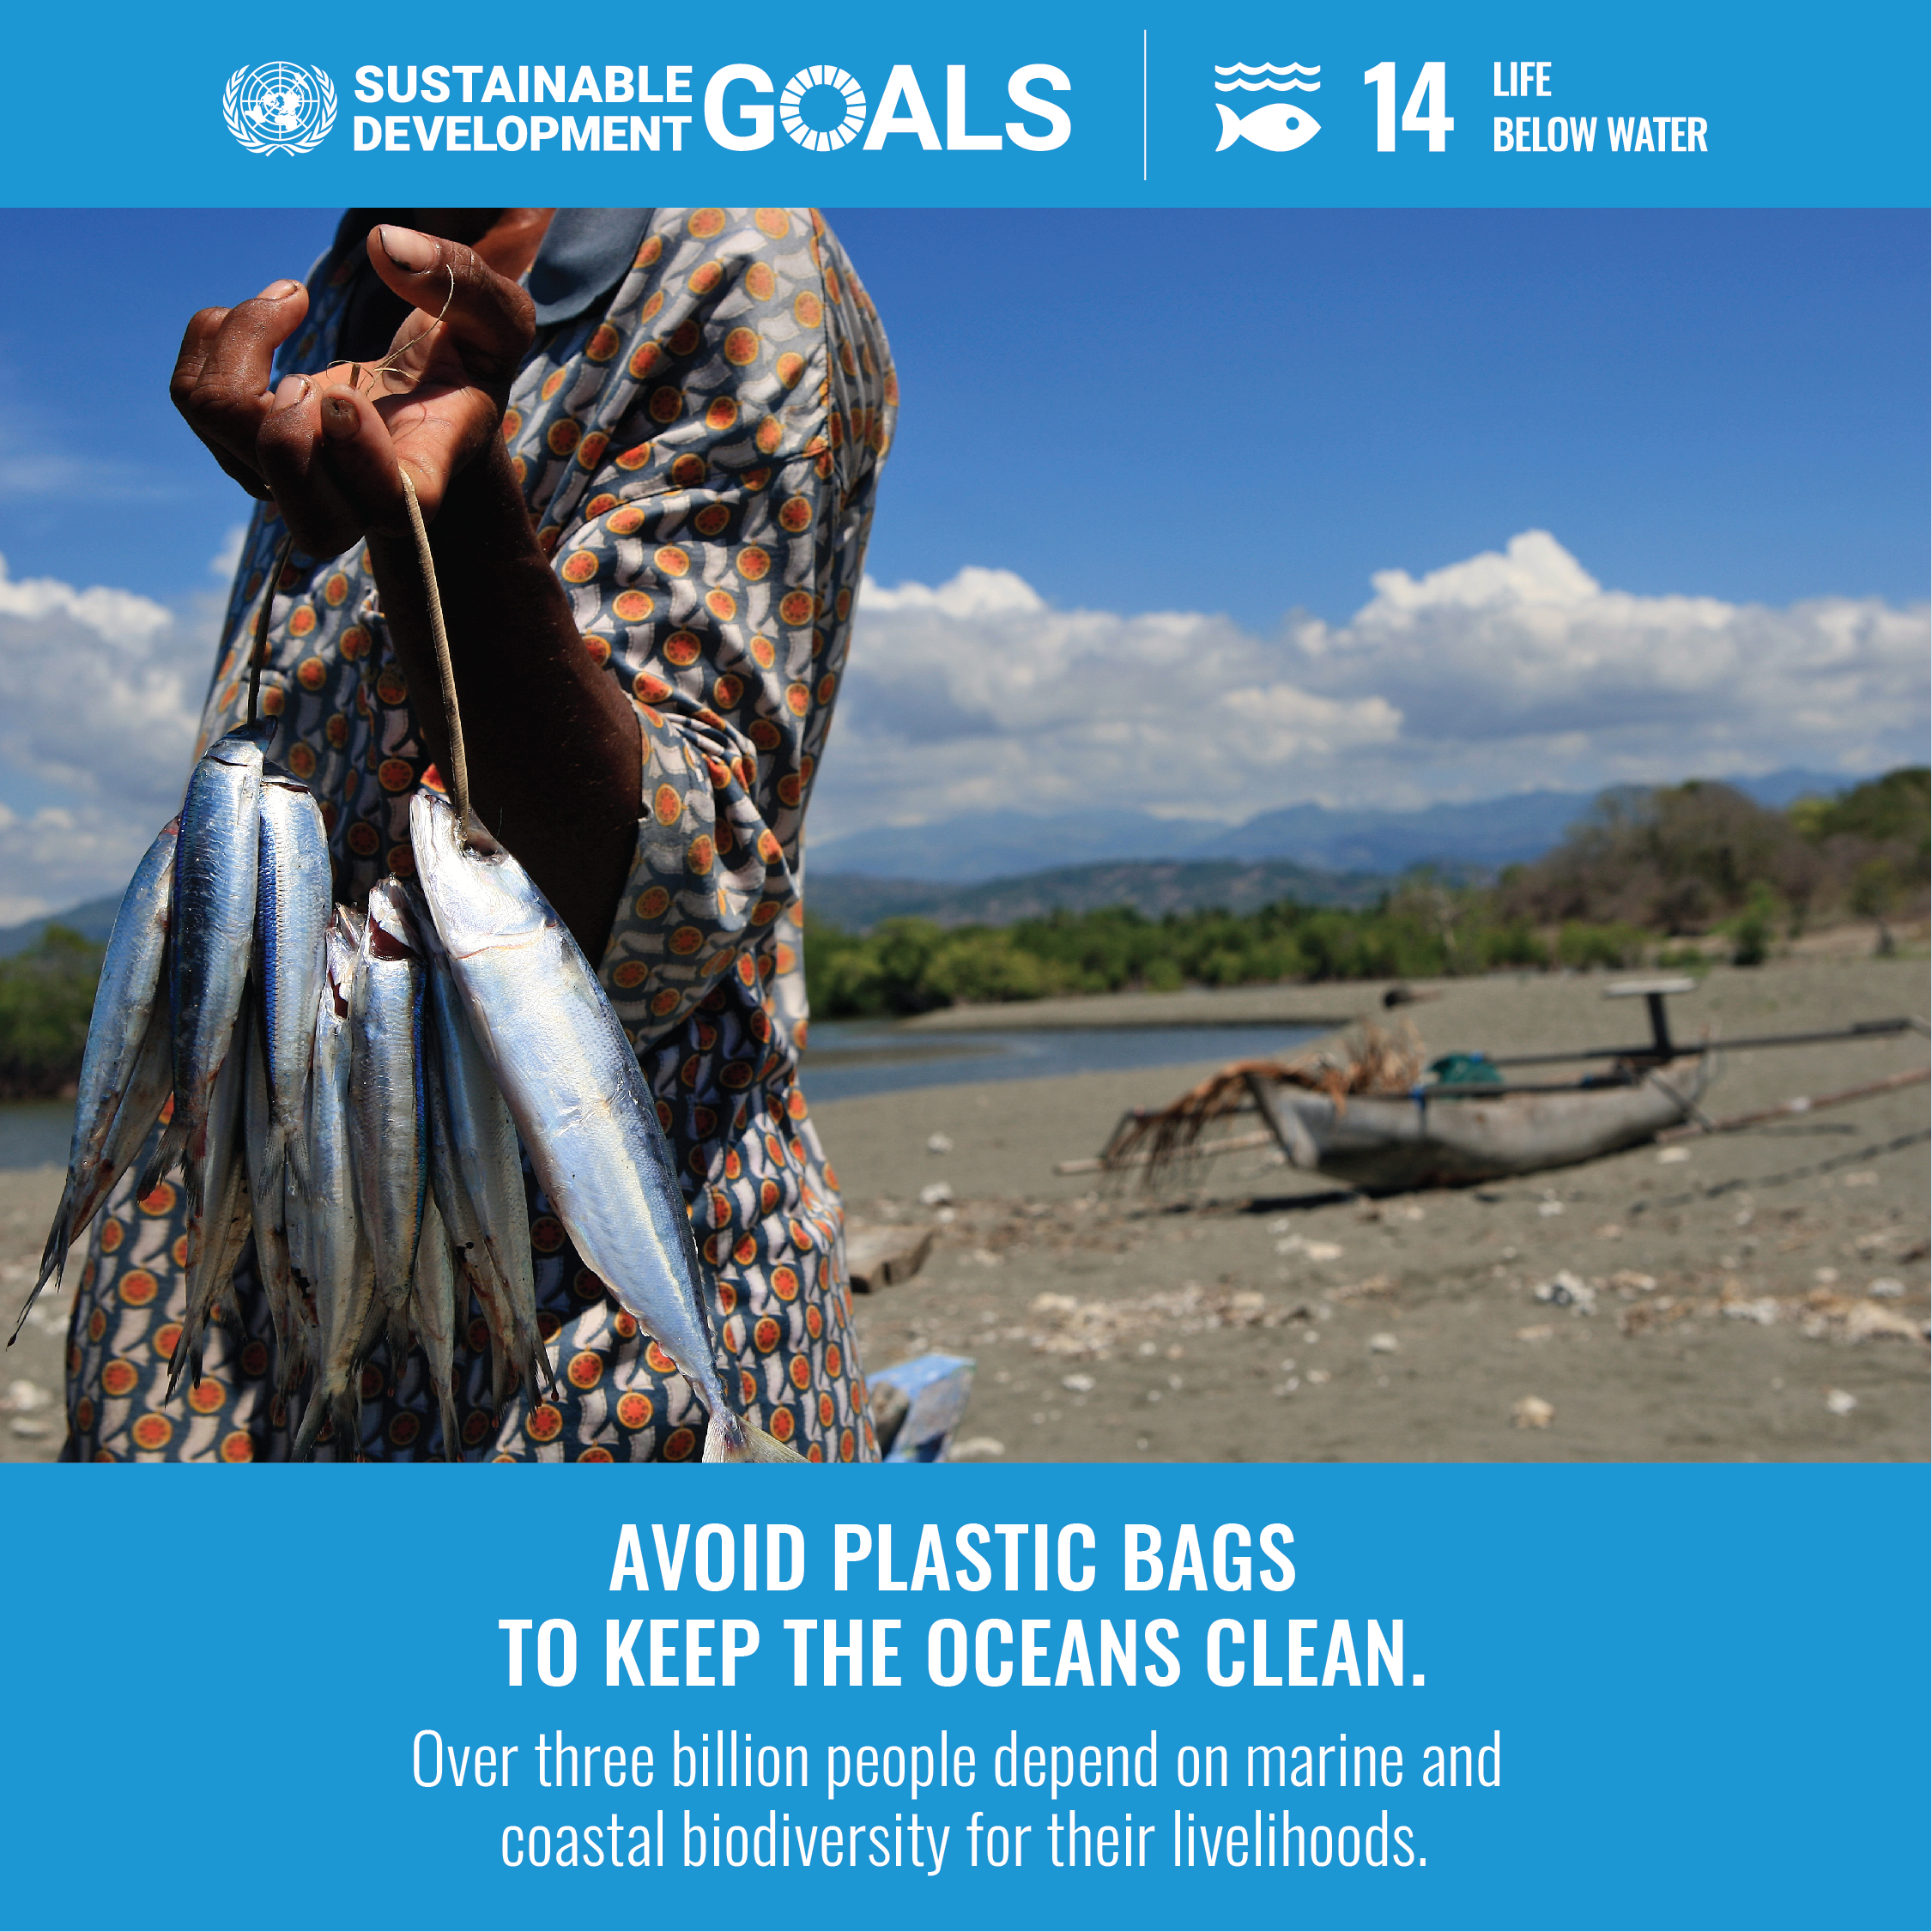 SUSTAINABLE
DEVELOPMENT GOALS
14 LIFE
BELOW WATER
AVOID PLASTIC BAGS
TO KEEP THE OCEANS CLEAN.
Over three billion people depend on marine and
coastal biodiversity for their livelihoods.